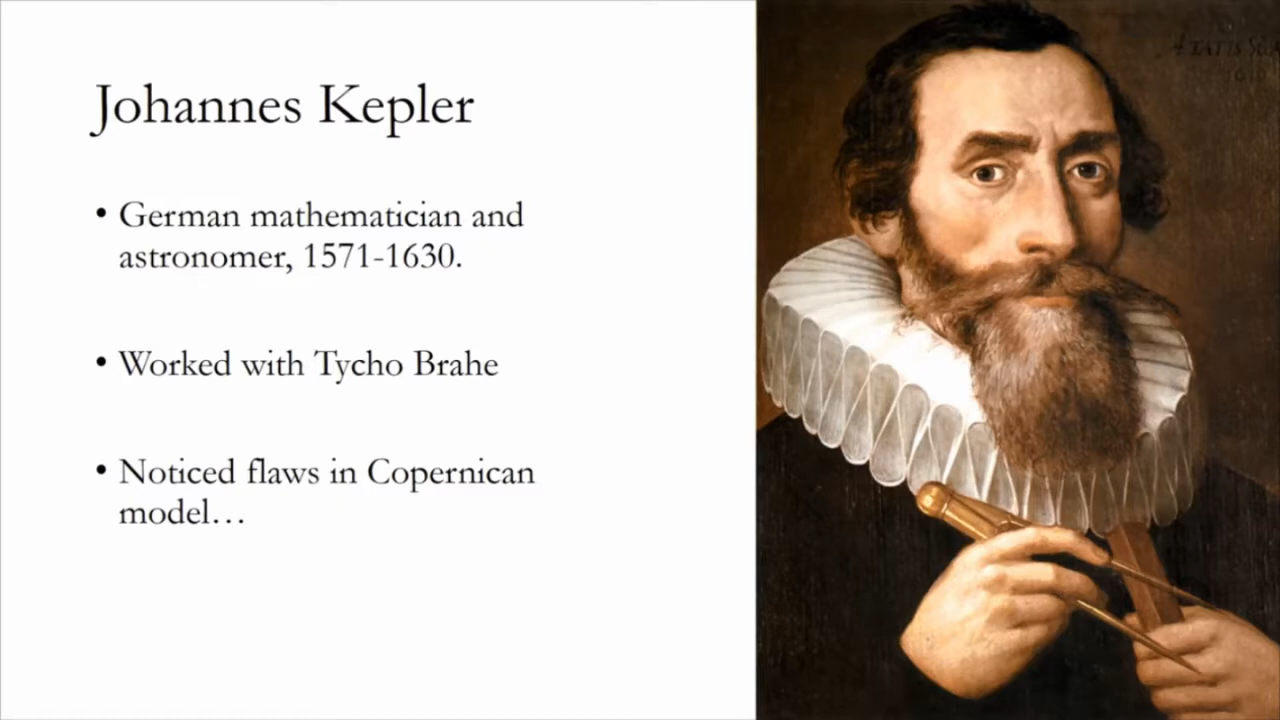 Johannes Kepler
• German mathematician and
astronomer, 1571-1630.
• Worked with Tycho Brahe
• Noticed flaws in Copernican
model…